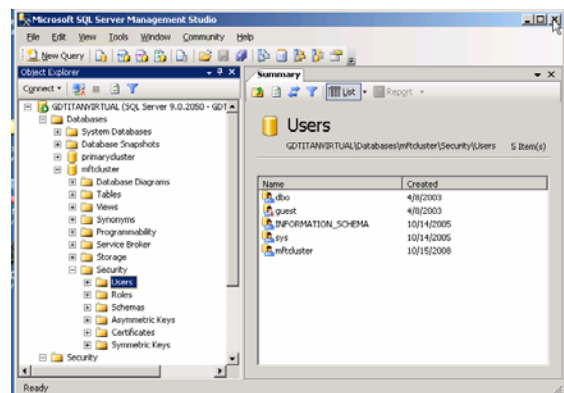 Microsoft SQL Server Management Studio
File Edit View Tools Window Community Help
New Query
Object Explorer
Connect
GDTITANVIRTUAL (SQL Server 9.0.2050 - GDT
Databases
System Databases
Database Snapshots
primarycluster
mftcluster
Database Diagrams
Tables
Views
Synonyms
Programmability
Service Broker
Storage
Security
Users
Roles
Schemas
Asymmetric Keys
Certificates
Symmetric Keys
Security
Summary
List Report
Users
GDTITANVIRTUAL\Databases\mftcluster\Security\Users 5 Item(s)
Name Created
dbo 4/8/2003
guest 4/8/2003
INFORMATION_SCHEMA 10/14/2005
sys 10/14/2005
mftcluster 10/15/2008
Ready